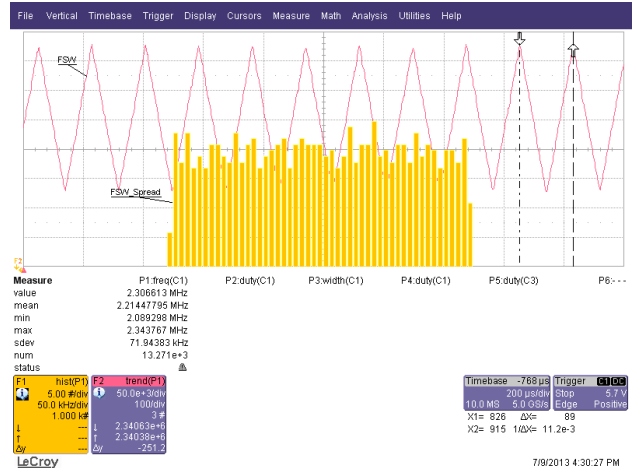 File Vertical Timebase Trigger Display Cursors Measure Math Analysis Utilities Help
FSW
FSW_Spread
F2
Measure P1:freq(C1) P2:duty(C1) P3:width(C1) P4:duty(C1) P5:duty(C3) P6:- - -
value 2.306613 MHz
mean 2.21447795 MHz
min 2.089298 MHz
max 2.343767 MHz
sdev 71.94383 kHz
num 13.271e+3
status
F1 hist(P1) F2 trend(P1) Timebase -768 µs Trigger C1 DC
5.00 #/div 50.0e+3/div 200 µs/div Stop 5.7 V
50.0 kHz/div 100/div 10.0 MS 5.0 GS/s Edge Positive
1.000 k# 3 # X1= 826 ΔX= 89
↓ --- 2.34063e+6 X2= 915 1/ΔX= 11.2e-3
↑ --- 2.34038e+6
Δy --- -251.2
LeCroy 7/9/2013 4:30:27 PM